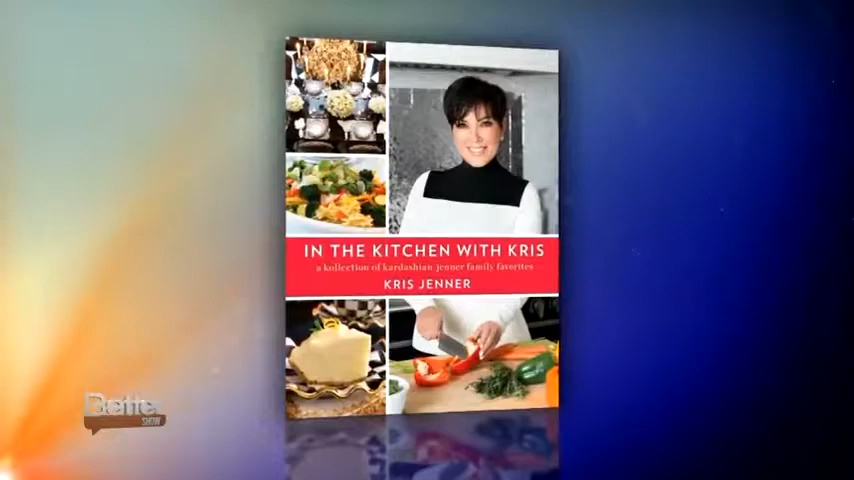 IN THE KITCHEN WITH KRIS
a kollection of kardashian jenner family favorites
KRIS JENNER
Better
SHOW